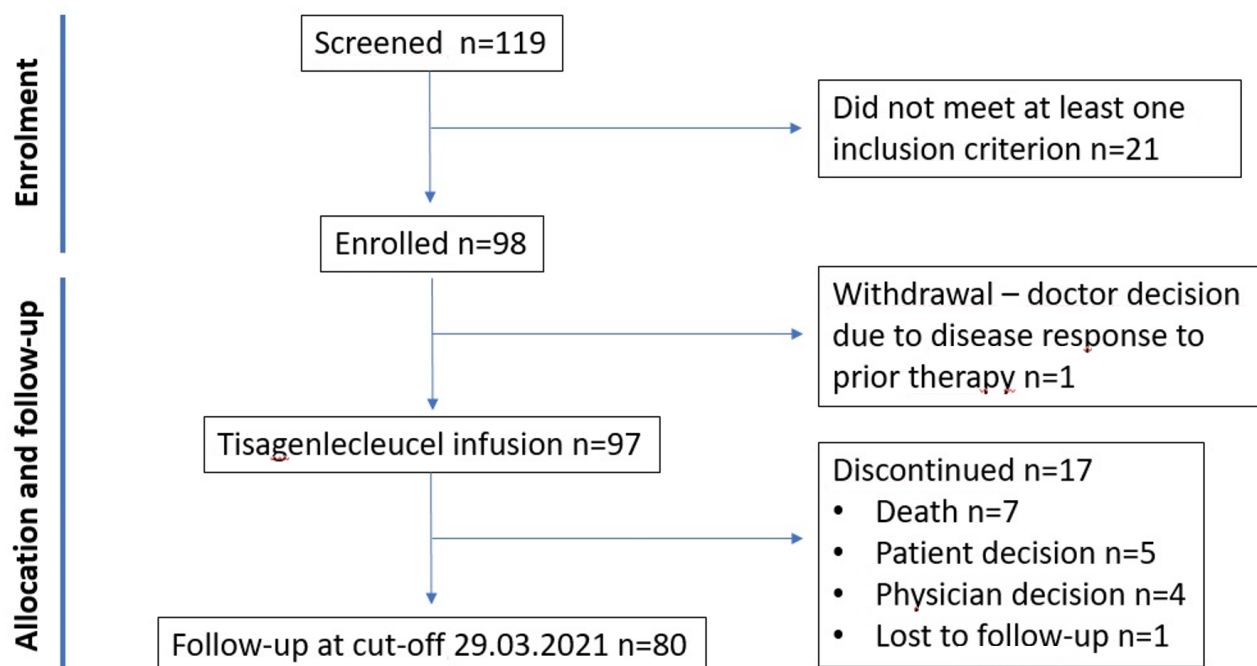 Enrolment
Screened n=119
Did not meet at least one
inclusion criterion n=21
Enrolled n=98
Allocation and follow-up
Withdrawal – doctor decision
due to disease response to
prior therapy n=1
Tisagenlecleucel infusion n=97
Discontinued n=17
• Death n=7
• Patient decision n=5
• Physician decision n=4
• Lost to follow-up n=1
Follow-up at cut-off 29.03.2021 n=80